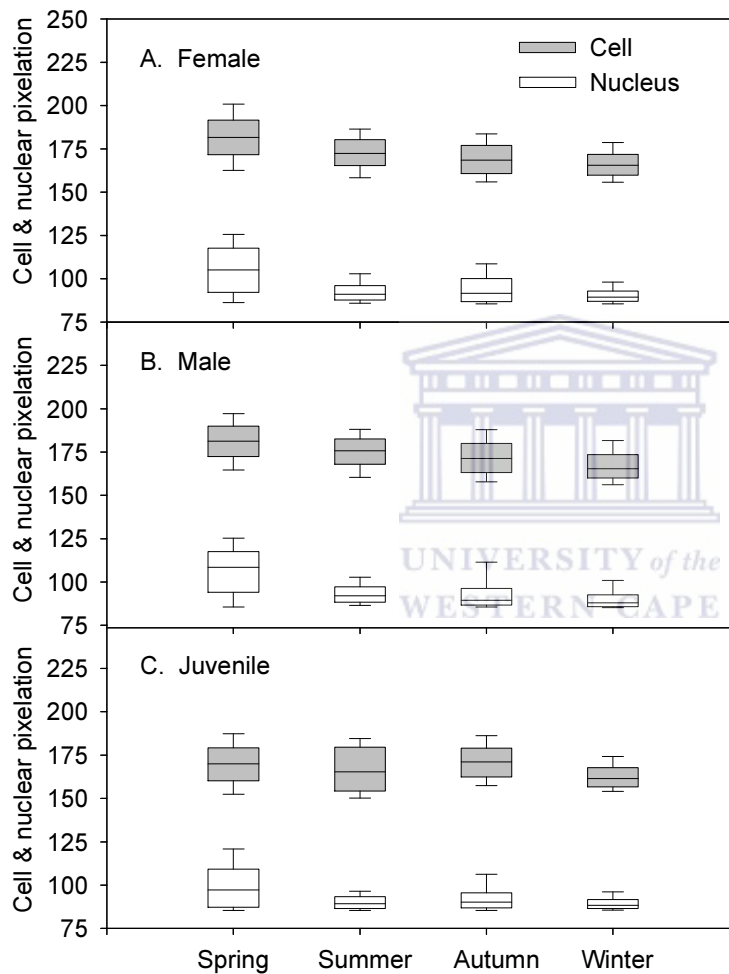 250
225
200
175
150
125
100
75
Cell & nuclear pixelation
A. Female
Cell
Nucleus
225
200
175
150
125
100
75
Cell & nuclear pixelation
B. Male
UNIVERSITY of the
WESTERN CAPE
225
200
175
150
125
100
75
Cell & nuclear pixelation
C. Juvenile
Spring Summer Autumn Winter